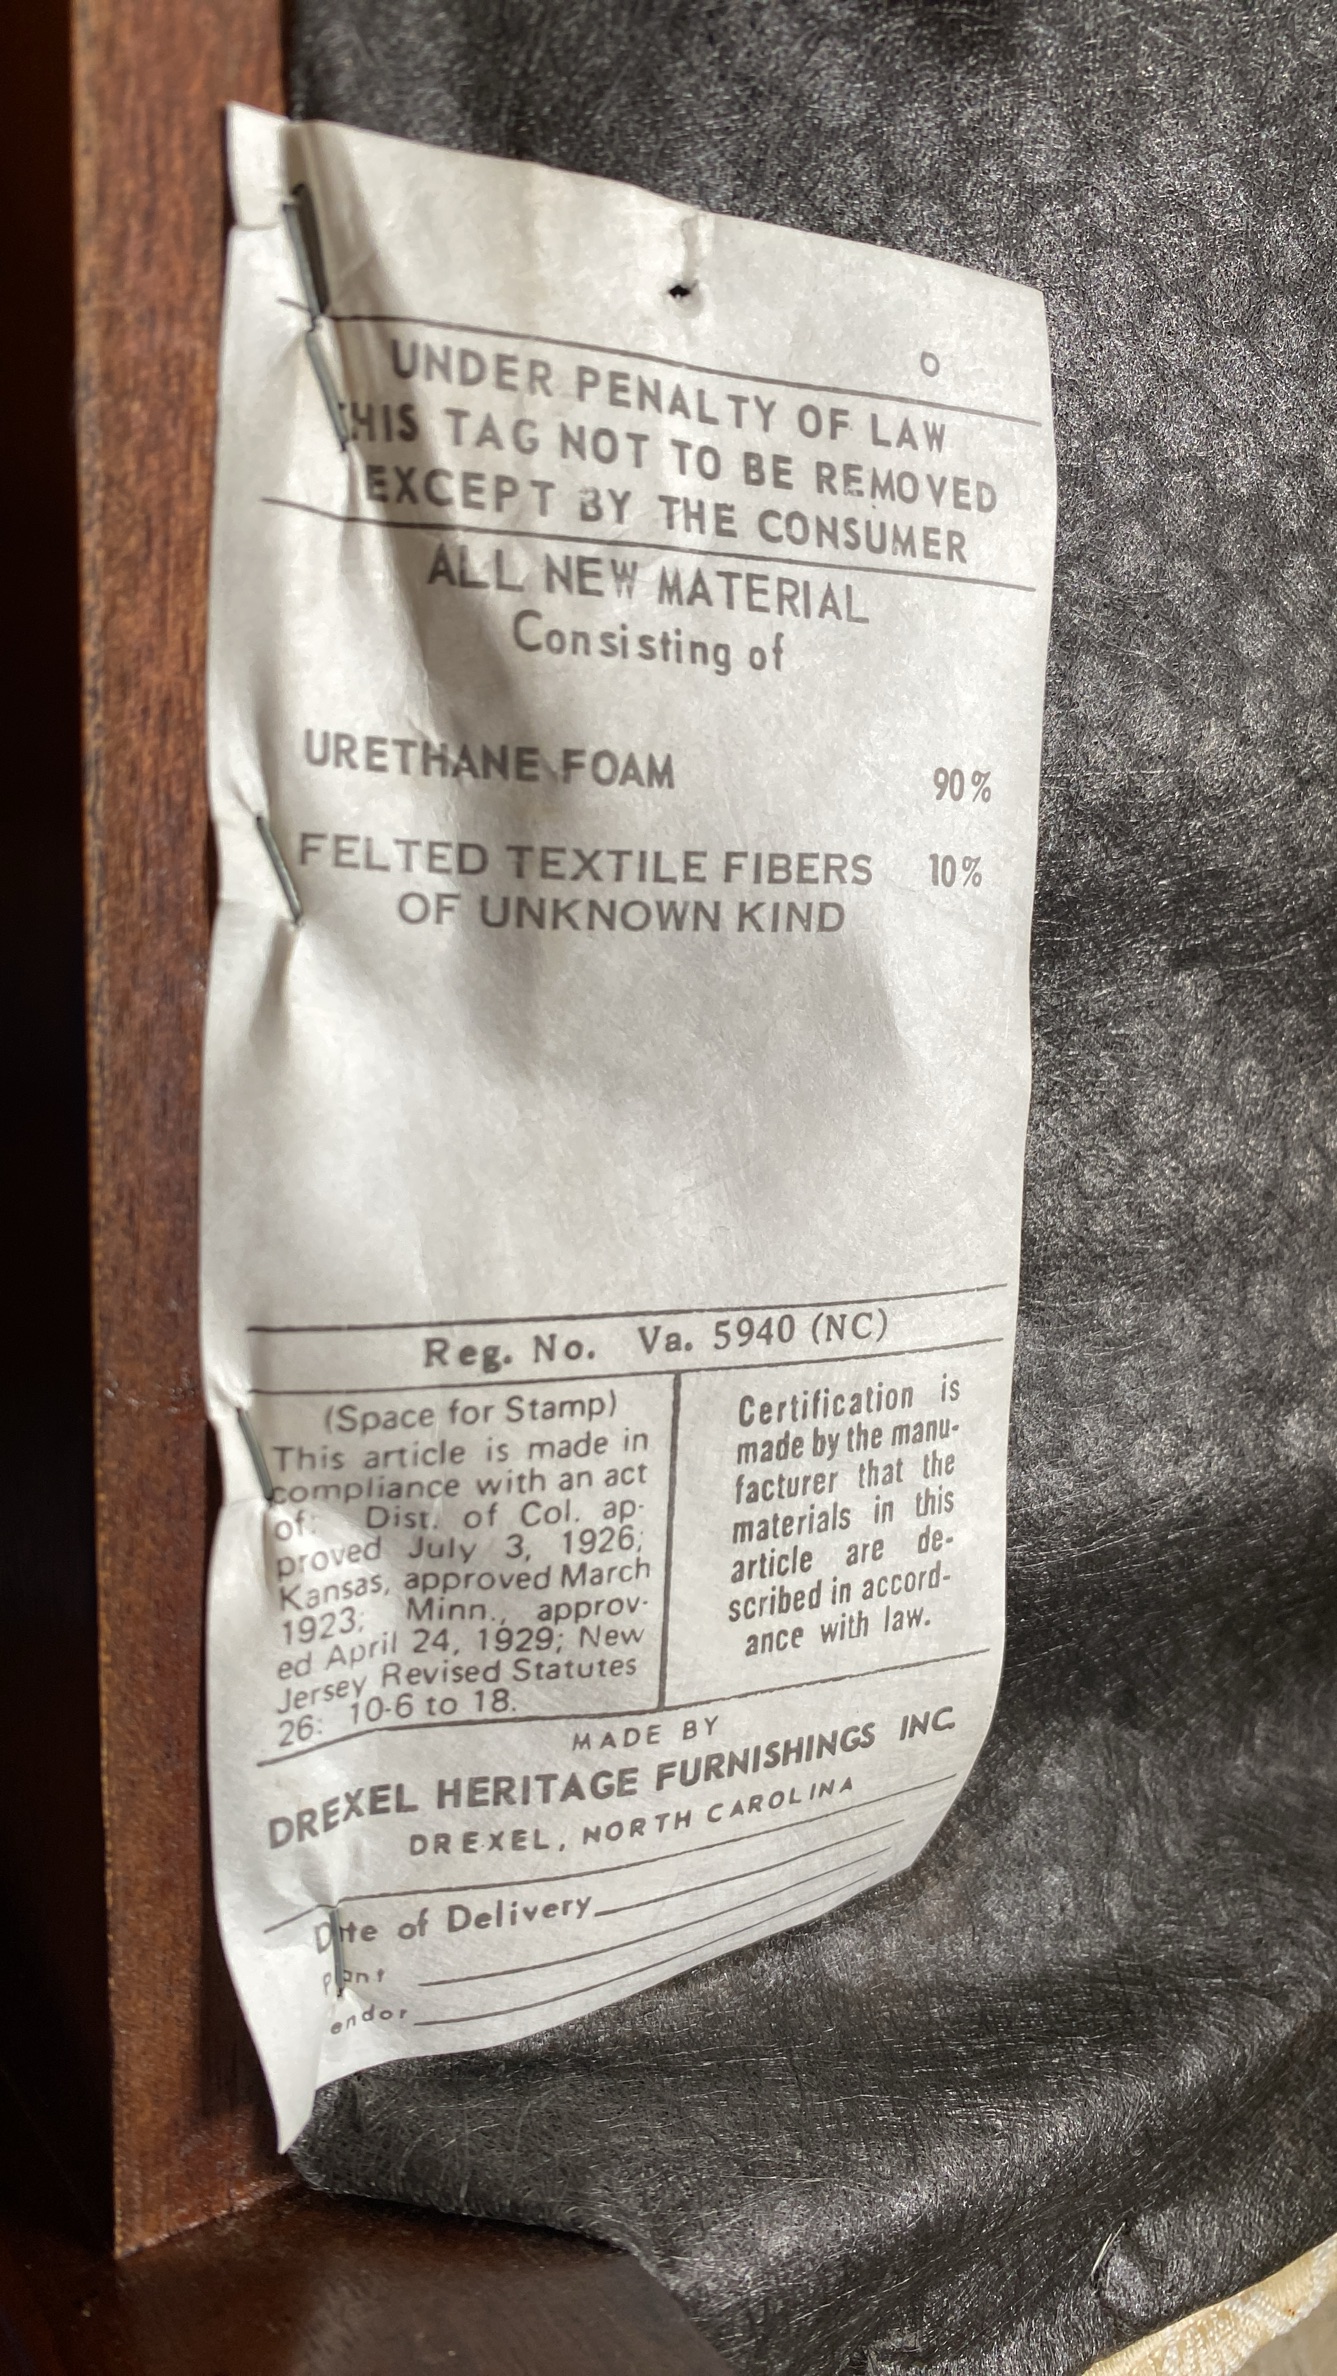 O
UNDER PENALTY OF LAW
THIS TAG NOT TO BE REMOVED
EXCEPT BY THE CONSUMER
ALL NEW MATERIAL
Consisting of
URETHANE FOAM 90%
FELTED TEXTILE FIBERS 10%
OF UNKNOWN KIND
Reg. No. Va. 5940 (NC)
(Space for Stamp)
This article is made in
compliance with an act
of: Dist. of Col. ap-
proved July 3, 1926;
Kansas, approved March
1923; Minn., approv-
ed April 24, 1929; New
Jersey Revised Statutes
26: 10-6 to 18.
Certification is
made by the manu-
facturer that the
materials in this
article are de-
scribed in accord-
ance with law.
MADE BY
DREXEL HERITAGE FURNISHINGS INC.
DREXEL, NORTH CAROLINA
Date of Delivery
Plant
endor